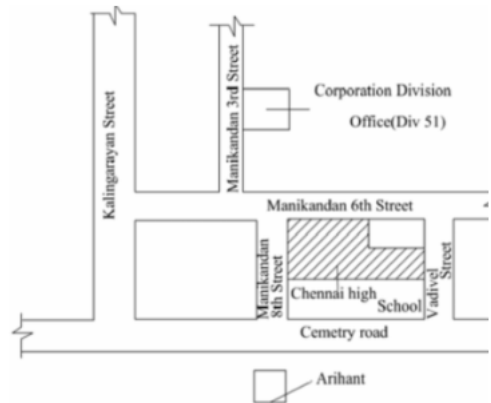 Kalingarayan Street
Manikandan 3rd Street
Corporation Division
Office(Div 51)
Manikandan 6th Street
Manikandan
8th Street
Chennai high
School
Vadivel
Street
Cemetry road
Arihant